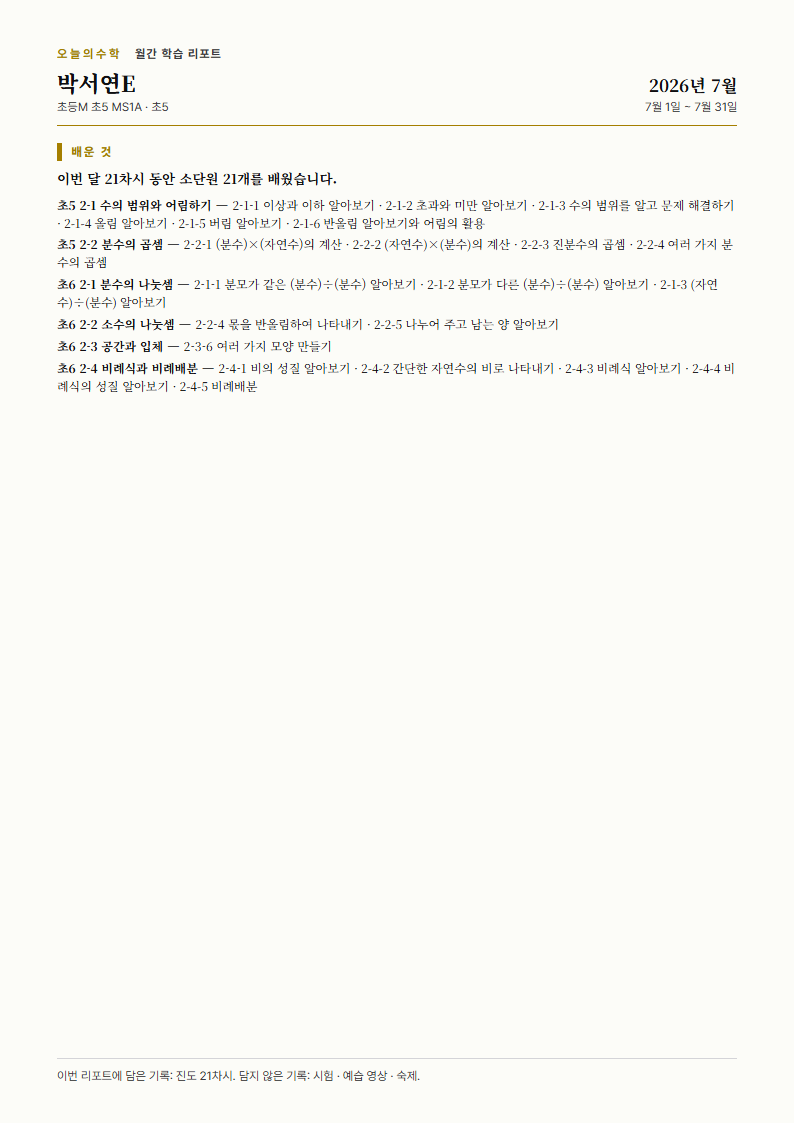 오늘의수학 월간 학습 리포트
박서연E
2026년 7월
초등M 초5 MS1A · 초5
7월 1일 ~ 7월 31일
배운 것
이번 달 21차시 동안 소단원 21개를 배웠습니다.
초5 2-1 수의 범위와 어림하기 — 2-1-1 이상과 이하 알아보기 · 2-1-2 초과와 미만 알아보기 · 2-1-3 수의 범위를 알고 문제 해결하기
· 2-1-4 올림 알아보기 · 2-1-5 버림 알아보기 · 2-1-6 반올림 알아보기와 어림의 활용
초5 2-2 분수의 곱셈 — 2-2-1 (분수)×(자연수)의 계산 · 2-2-2 (자연수)×(분수)의 계산 · 2-2-3 진분수의 곱셈 · 2-2-4 여러 가지 분
수의 곱셈
초6 2-1 분수의 나눗셈 — 2-1-1 분모가 같은 (분수)÷(분수) 알아보기 · 2-1-2 분모가 다른 (분수)÷(분수) 알아보기 · 2-1-3 (자연
수)÷(분수) 알아보기
초6 2-2 소수의 나눗셈 — 2-2-4 몫을 반올림하여 나타내기 · 2-2-5 나누어 주고 남는 양 알아보기
초6 2-3 공간과 입체 — 2-3-6 여러 가지 모양 만들기
초6 2-4 비례식과 비례배분 — 2-4-1 비의 성질 알아보기 · 2-4-2 간단한 자연수의 비로 나타내기 · 2-4-3 비례식 알아보기 · 2-4-4 비
례식의 성질 알아보기 · 2-4-5 비례배분
이번 리포트에 담은 기록: 진도 21차시. 담지 않은 기록: 시험 · 예습 영상 · 숙제.